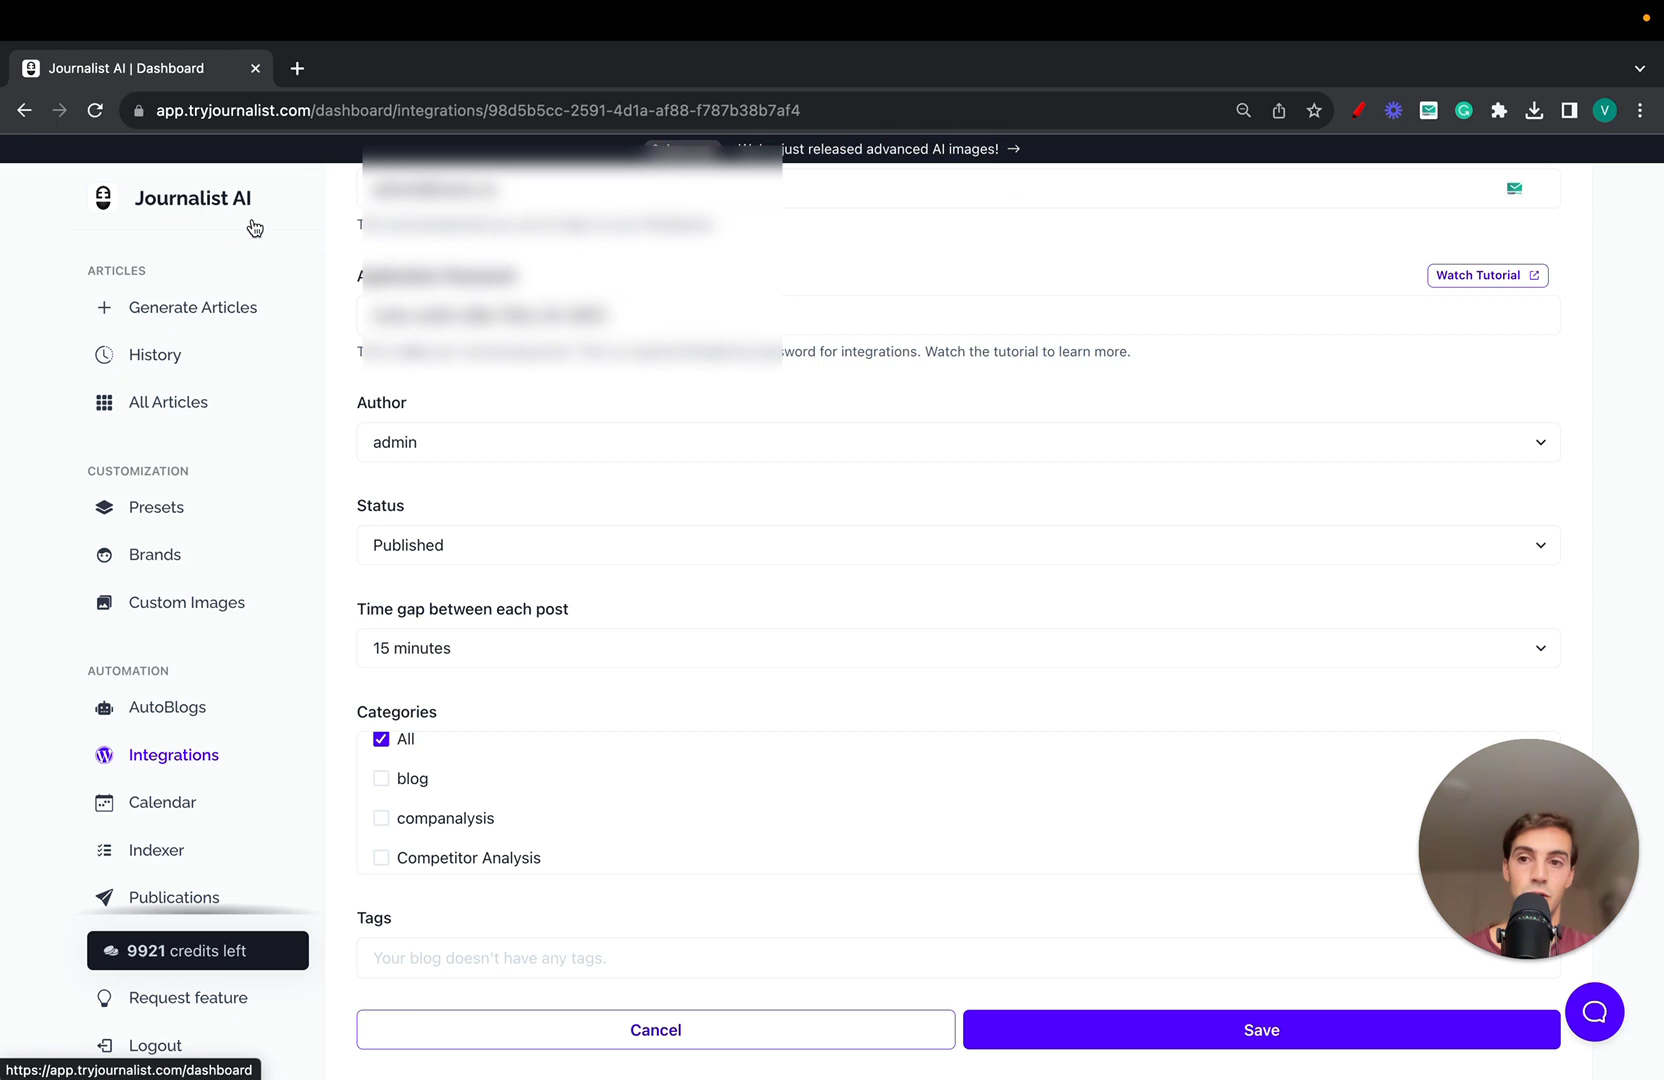 Journalist AI | Dashboard
app.tryjournalist.com/dashboard/integrations/98d5b5cc-2591-4d1a-af88-f787b38b7af4
V
just released advanced AI images! →
Journalist AI
ARTICLES
Generate Articles
History
All Articles
CUSTOMIZATION
Presets
Brands
Custom Images
AUTOMATION
AutoBlogs
Integrations
Calendar
Indexer
Publications
9921 credits left
Request feature
Logout
https://app.tryjournalist.com/dashboard
Watch Tutorial
for integrations. Watch the tutorial to learn more.
Author
admin
Status
Published
Time gap between each post
15 minutes
Categories
All
blog
companalysis
Competitor Analysis
Tags
Your blog doesn't have any tags.
Cancel
Save